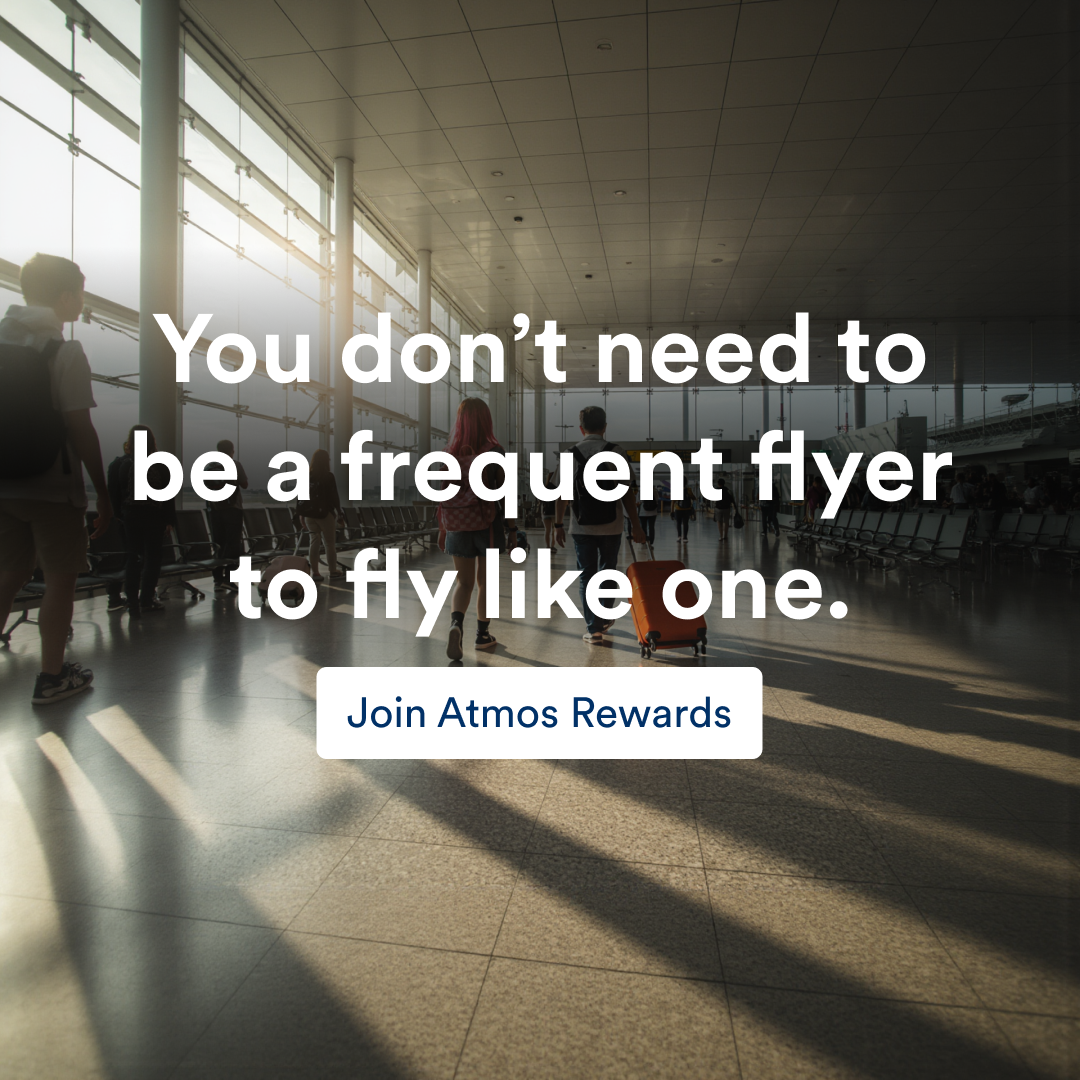 You don’t need to
be a frequent flyer
to fly like one.
Join Atmos Rewards